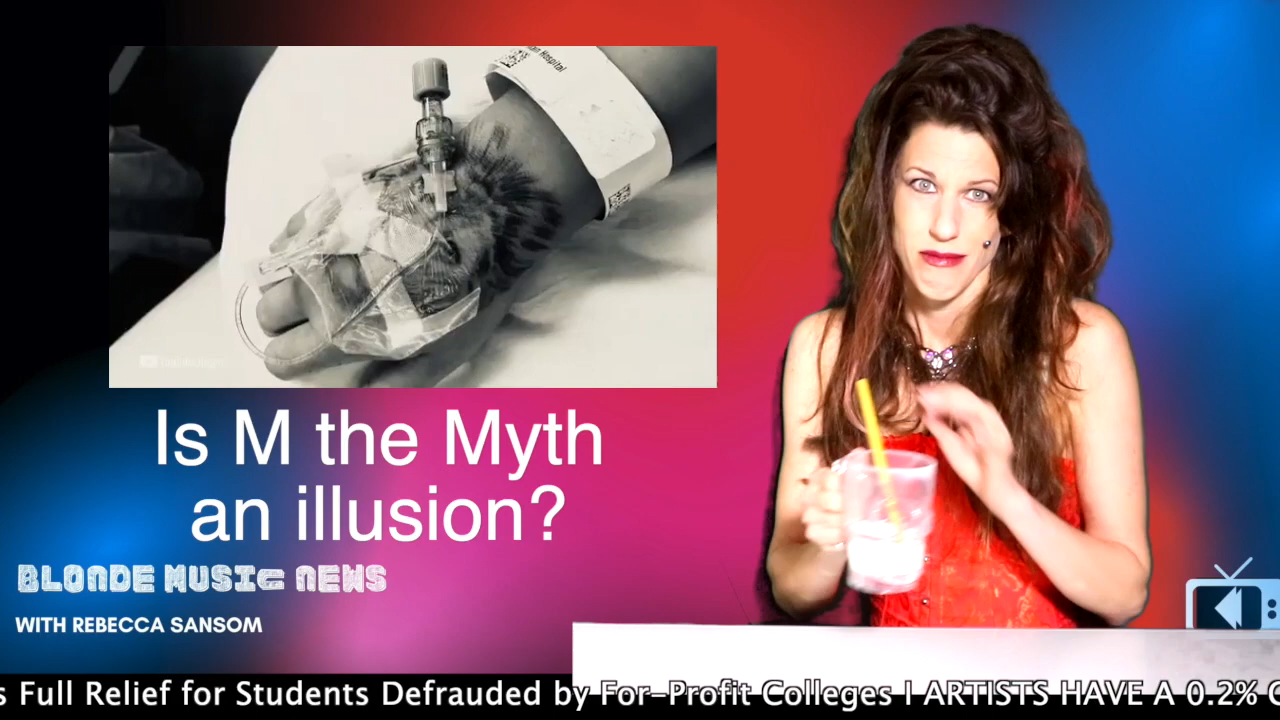 Hospital
Is M the Myth
an illusion?
BLONDE MUSIC NEWS
WITH REBECCA SANSOM
s Full Relief for Students Defrauded by For-Profit Colleges I ARTISTS HAVE A 0.2% C